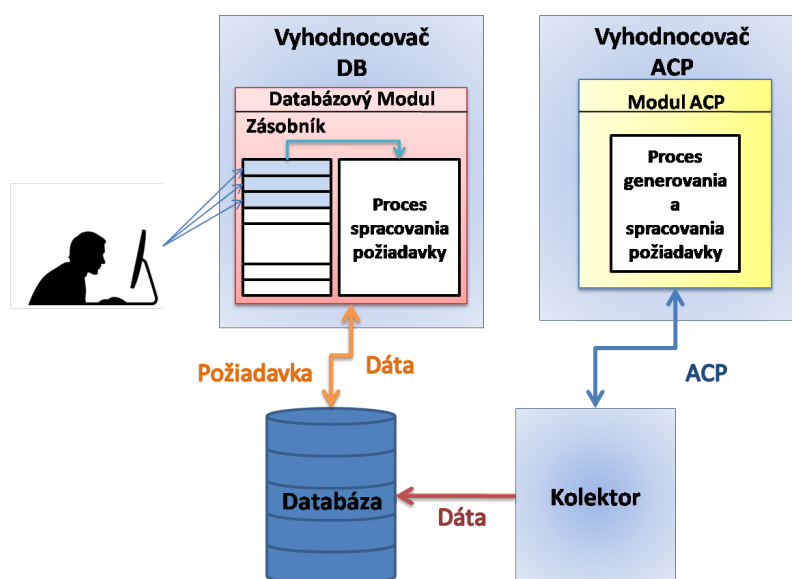 Vyhodnocovač
DB
Databázový Modul
Zásobník
Proces
spracovania
požiadavky
Vyhodnocovač
ACP
Modul ACP
Proces
generovania
a
spracovania
požiadavky
Požiadavka
Dáta
ACP
Databáza
Dáta
Kolektor